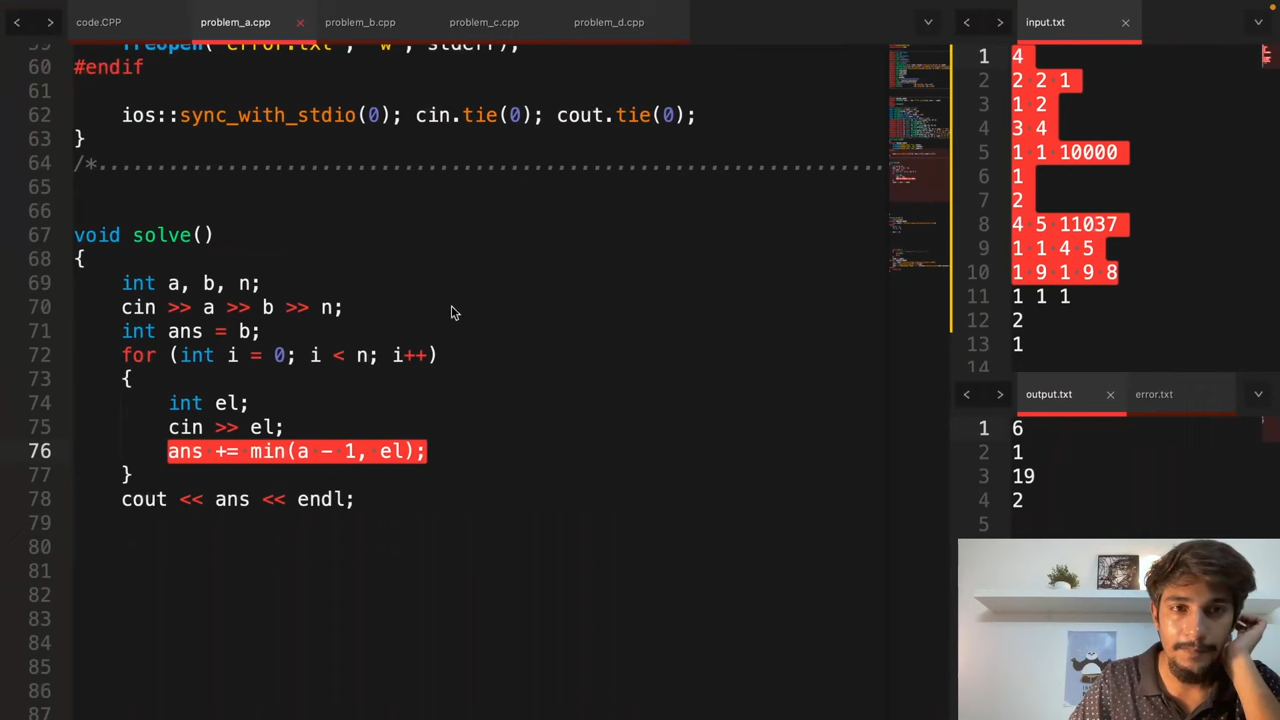 code.CPP
problem_a.cpp
problem_b.cpp
problem_c.cpp
problem_d.cpp
59 freopen("error.txt", "w", stderr);
60 #endif
61
62 ios::sync_with_stdio(0); cin.tie(0); cout.tie(0);
63 }
64 /*..................................................................
65
66
67 void solve()
68 {
69 int a, b, n;
70 cin >> a >> b >> n;
71 int ans = b;
72 for (int i = 0; i < n; i++)
73 {
74 int el;
75 cin >> el;
76 ans += min(a - 1, el);
77 }
78 cout << ans << endl;
79
80
81
82
83
84
85
86
87
input.txt
1 4
2 2 2 1
3 1 2
4 3 4
5 1 1 10000
6 1
7 2
8 4 5 11037
9 1 1 4 5
10 1 9 1 9 8
11 1 1 1
12 2
13 1
14
output.txt
error.txt
1 6
2 1
3 19
4 2
5